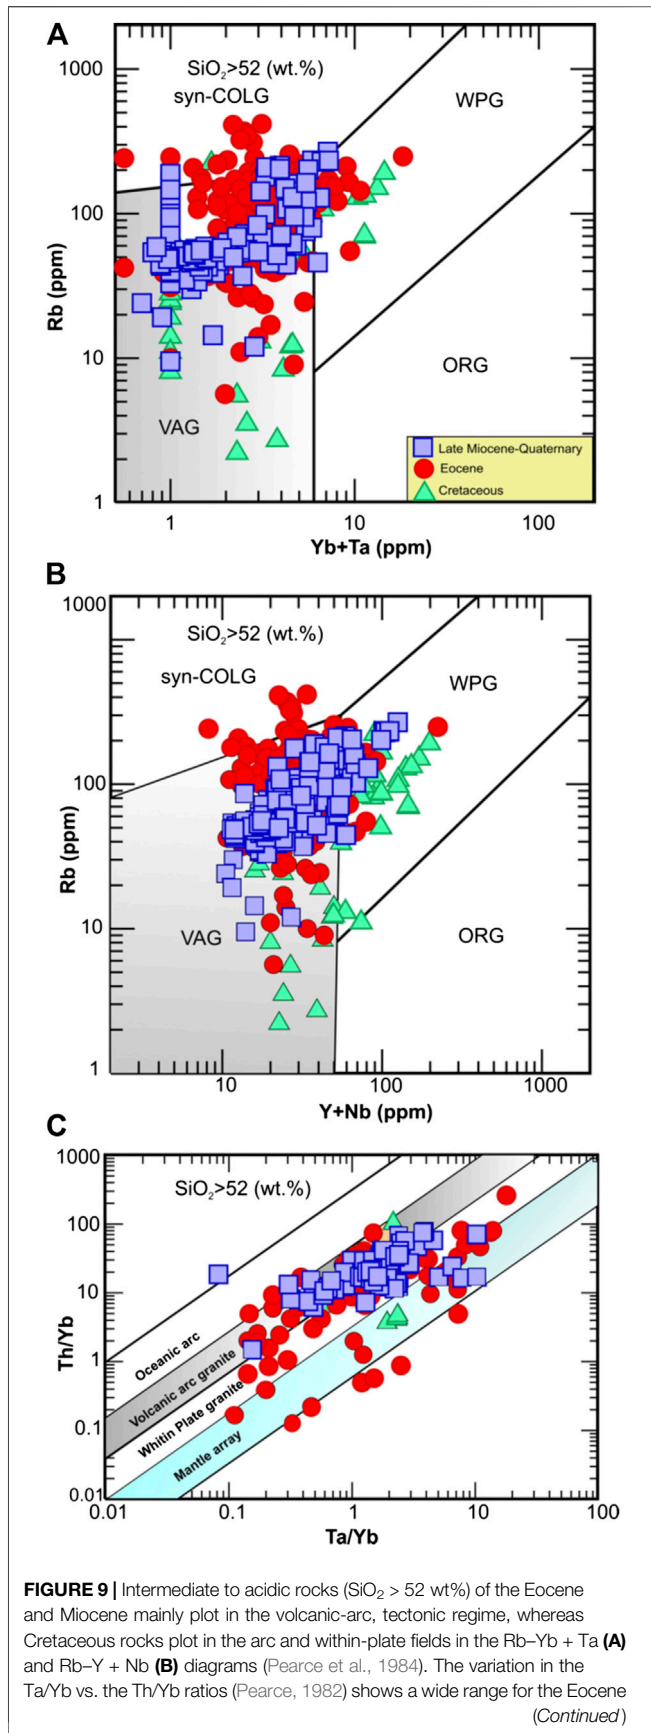 A
SiO2>52 (wt.%)
syn-COLG
WPG
ORG
VAG
Rb (ppm)
1000
100
10
1
Late Miocene-Quaternary
Eocene
Cretaceous
1
10
100
Yb+Ta (ppm)
B
SiO2>52 (wt.%)
syn-COLG
WPG
VAG
ORG
Rb (ppm)
1000
100
10
1
10
100
1000
Y+Nb (ppm)
C
SiO2>52 (wt.%)
Oceanic arc
Volcanic arc granite
Whitin Plate granite
Mantle array
Th/Yb
1000
100
10
1
0.1
0.01
0.01
0.1
1
10
100
Ta/Yb
FIGURE 9 | Intermediate to acidic rocks (SiO2 > 52 wt%) of the Eocene
and Miocene mainly plot in the volcanic-arc, tectonic regime, whereas
Cretaceous rocks plot in the arc and within-plate fields in the Rb–Yb + Ta (A)
and Rb–Y + Nb (B) diagrams (Pearce et al., 1984). The variation in the
Ta/Yb vs. the Th/Yb ratios (Pearce, 1982) shows a wide range for the Eocene
(Continued)